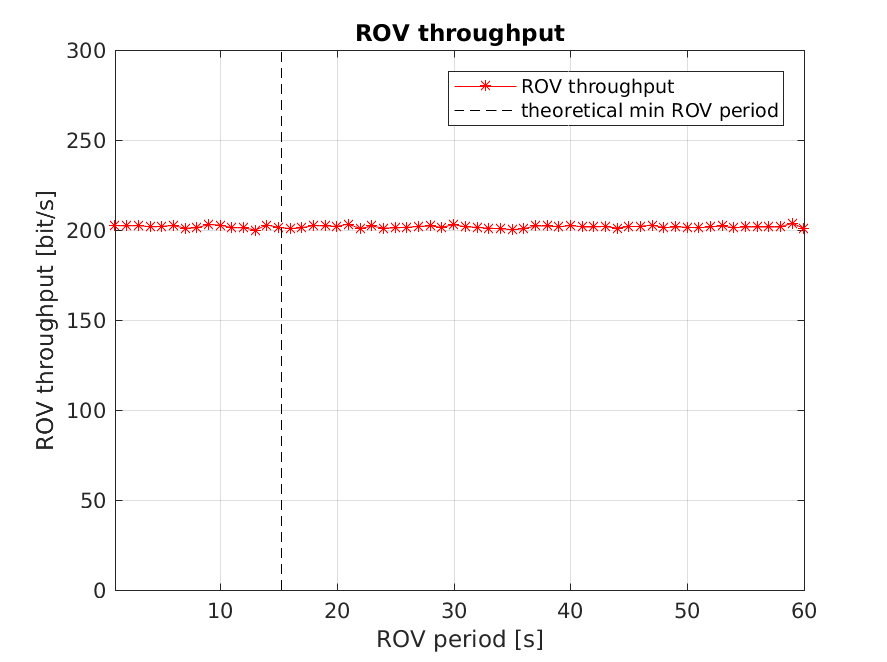 ROV throughput
300
250
200
150
100
50
0
ROV throughput [bit/s]
ROV throughput
theoretical min ROV period
10
20
30
40
50
60
ROV period [s]